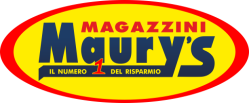 MAGAZZINI
Maury's
IL NUMERO 1 DEL RISPARMIO